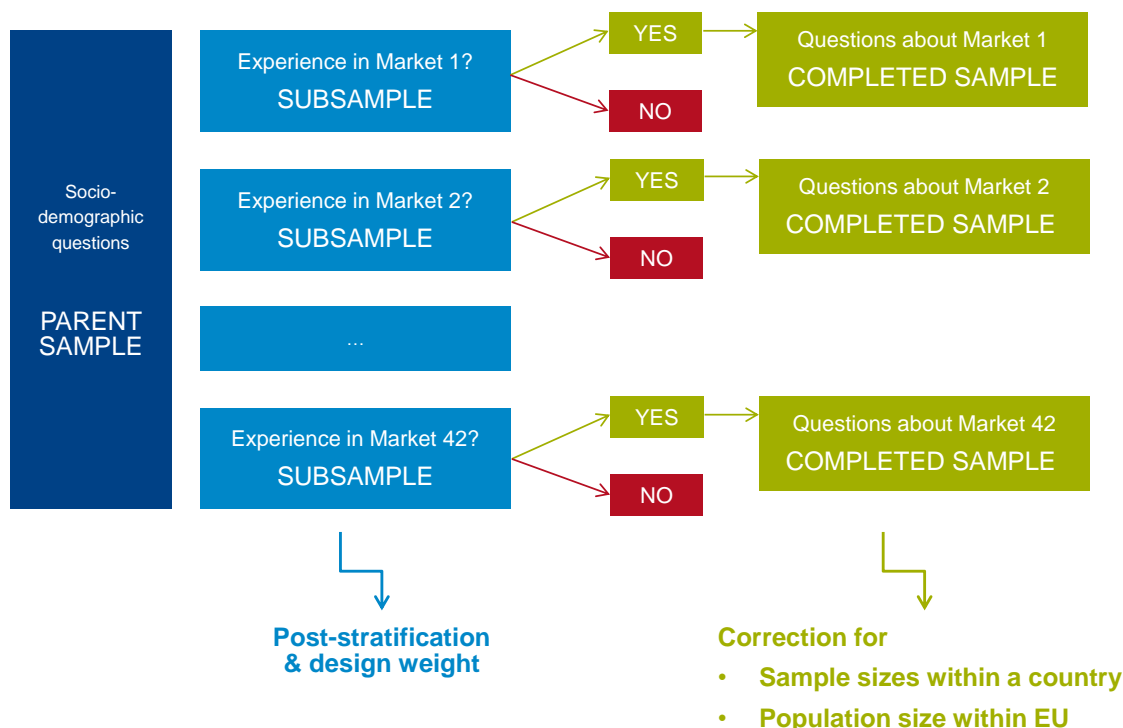 Socio-
demographic
questions
PARENT
SAMPLE
Experience in Market 1?
SUBSAMPLE
YES
NO
Questions about Market 1
COMPLETED SAMPLE
Experience in Market 2?
SUBSAMPLE
YES
NO
Questions about Market 2
COMPLETED SAMPLE
...
Experience in Market 42?
SUBSAMPLE
YES
NO
Questions about Market 42
COMPLETED SAMPLE
Post-stratification
& design weight
Correction for
• Sample sizes within a country
• Population size within EU